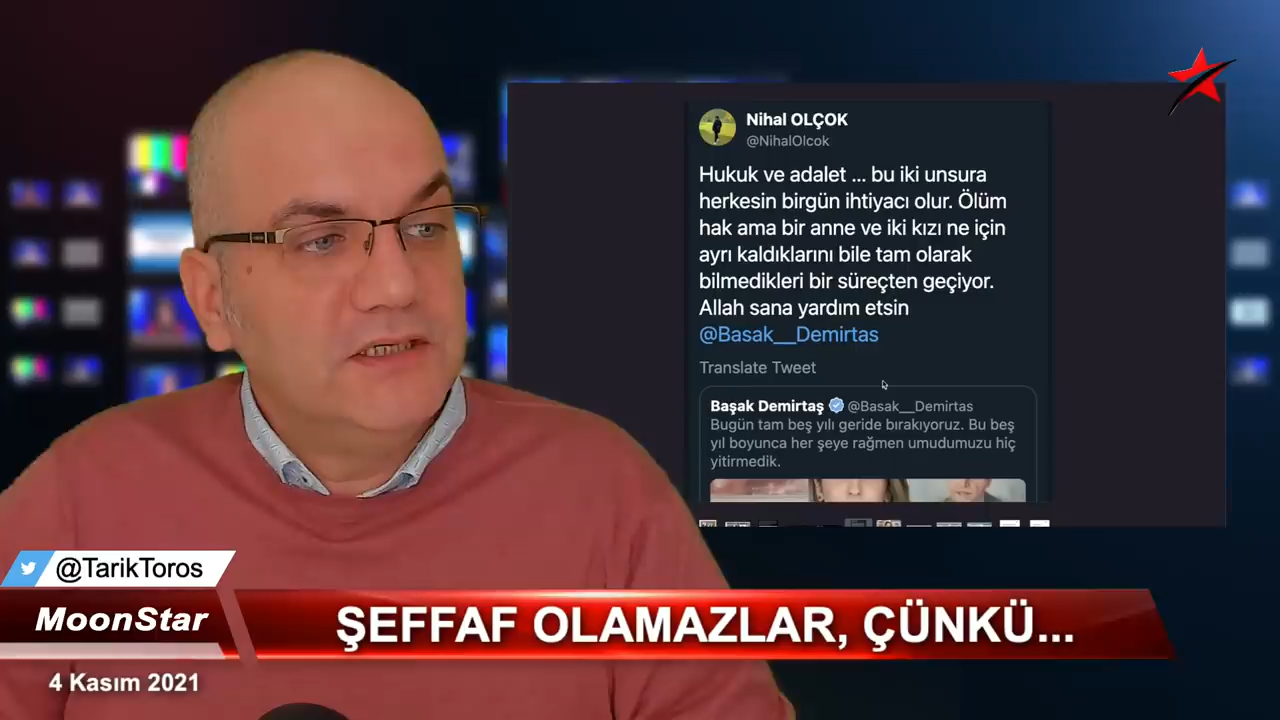 Nihal OLÇOK
@NihalOlcok
Hukuk ve adalet ... bu iki unsura
herkesin birgün ihtiyacı olur. Ölüm
hak ama bir anne ve iki kızı ne için
ayrı kaldıklarını bile tam olarak
bilmedikleri bir süreçten geçiyor.
Allah sana yardım etsin
@Basak__Demirtas
Translate Tweet
Başak Demirtaş @Basak__Demirtas
Bugün tam beş yılı geride bırakıyoruz. Bu beş
yıl boyunca her şeye rağmen umudumuzu hiç
yitirmedik.
@TarikToros
MoonStar
ŞEFFAF OLAMAZLAR, ÇÜNKÜ...
4 Kasım 2021